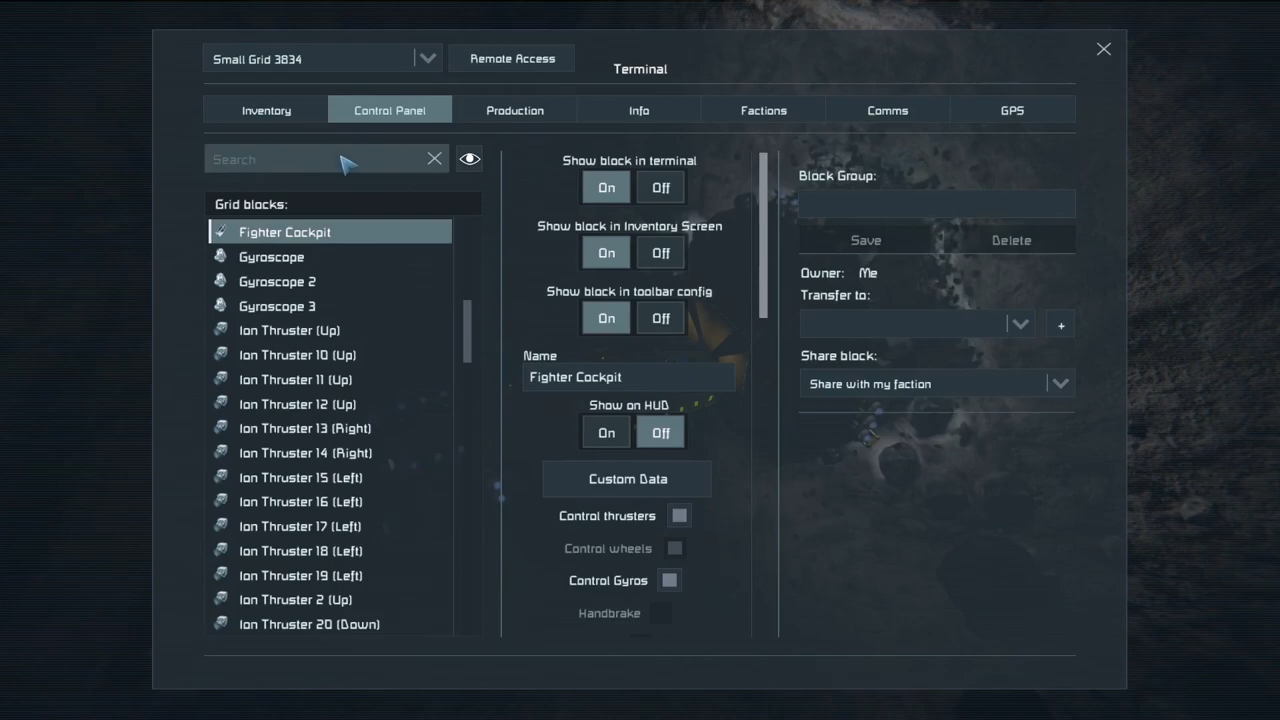 Small Grid 3834
Remote Access
Terminal
Inventory
Control Panel
Production
Info
Factions
Comms
GPS
Search
Grid blocks:
Fighter Cockpit
Gyroscope
Gyroscope 2
Gyroscope 3
Ion Thruster (Up)
Ion Thruster 10 (Up)
Ion Thruster 11 (Up)
Ion Thruster 12 (Up)
Ion Thruster 13 (Right)
Ion Thruster 14 (Right)
Ion Thruster 15 (Left)
Ion Thruster 16 (Left)
Ion Thruster 17 (Left)
Ion Thruster 18 (Left)
Ion Thruster 19 (Left)
Ion Thruster 2 (Up)
Ion Thruster 20 (Down)
Show block in terminal
On Off
Show block in Inventory Screen
On Off
Show block in toolbar config
On Off
Name
Fighter Cockpit
Show on HUD
On Off
Custom Data
Control thrusters
Control wheels
Control Gyros
Handbrake
Block Group:
Save Delete
Owner: Me
Transfer to:
+
Share block:
Share with my faction